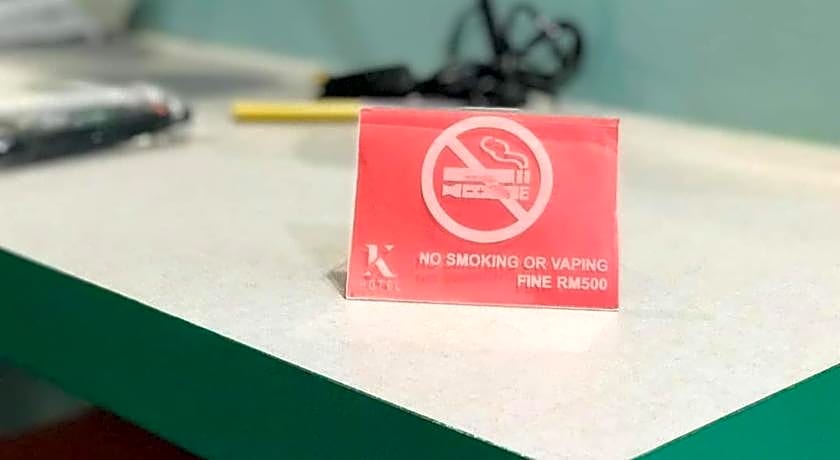 NO SMOKING OR VAPING
FINE RM500
K
HOTEL